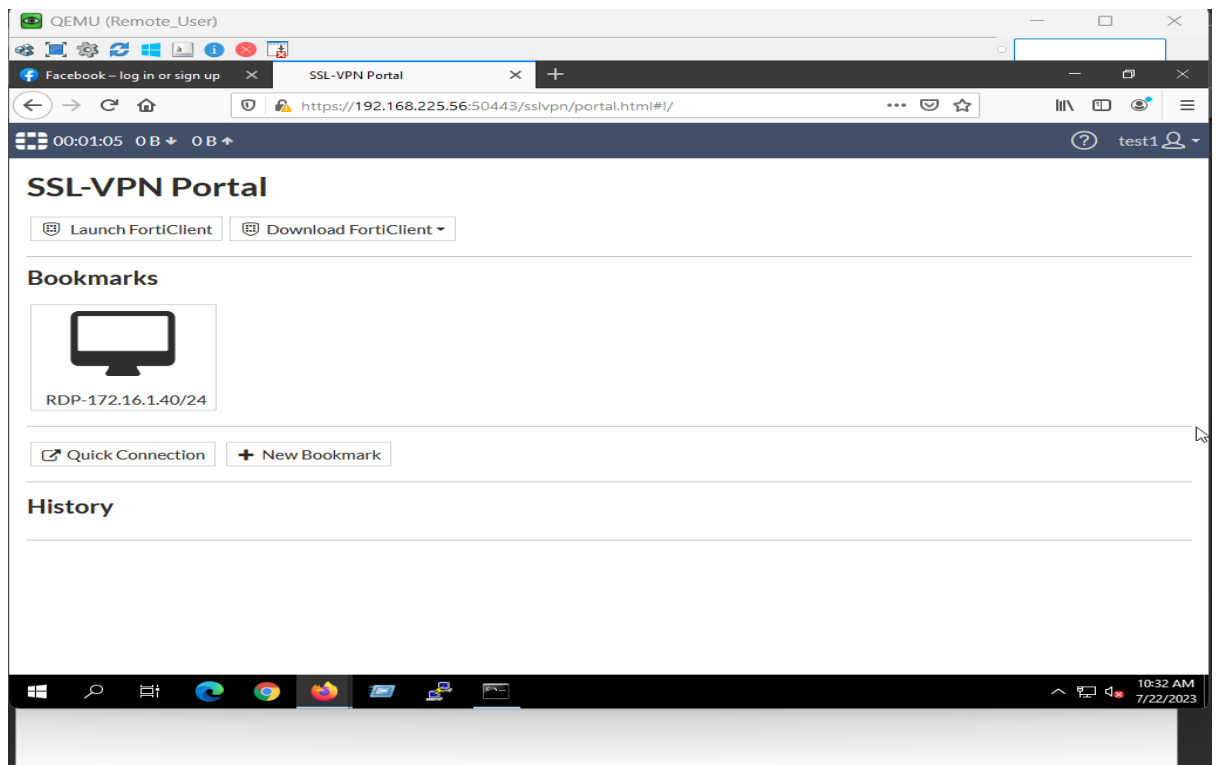 QEMU (Remote_User)
Facebook – log in or sign up
SSL-VPN Portal
https://192.168.225.56:50443/sslvpn/portal.html#!/
00:01:05 0 B 0 B
test1
SSL-VPN Portal
Launch FortiClient
Download FortiClient
Bookmarks
RDP-172.16.1.40/24
Quick Connection
New Bookmark
History
10:32 AM
7/22/2023